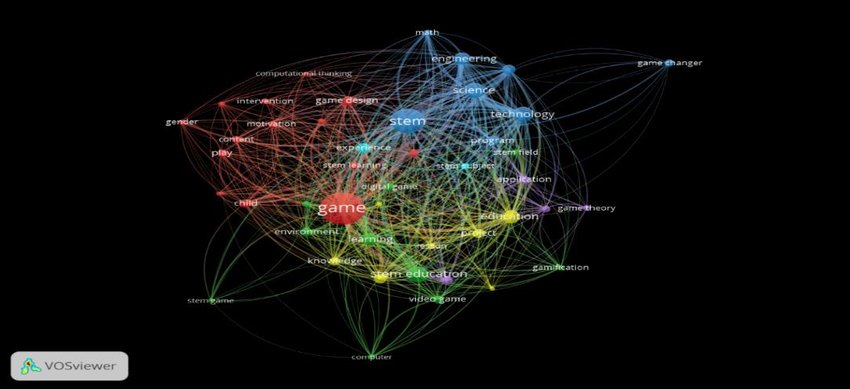 math
engineering
game changer
computational thinking
science
intervention
game design
technology
gender
stem
motivation
content
program
experience
play
stem field
stem learning
stem subject
application
digital game
child
game
game theory
education
environment
project
learning
knowledge
gamification
stem education
video game
stem game
computer
VOSviewer